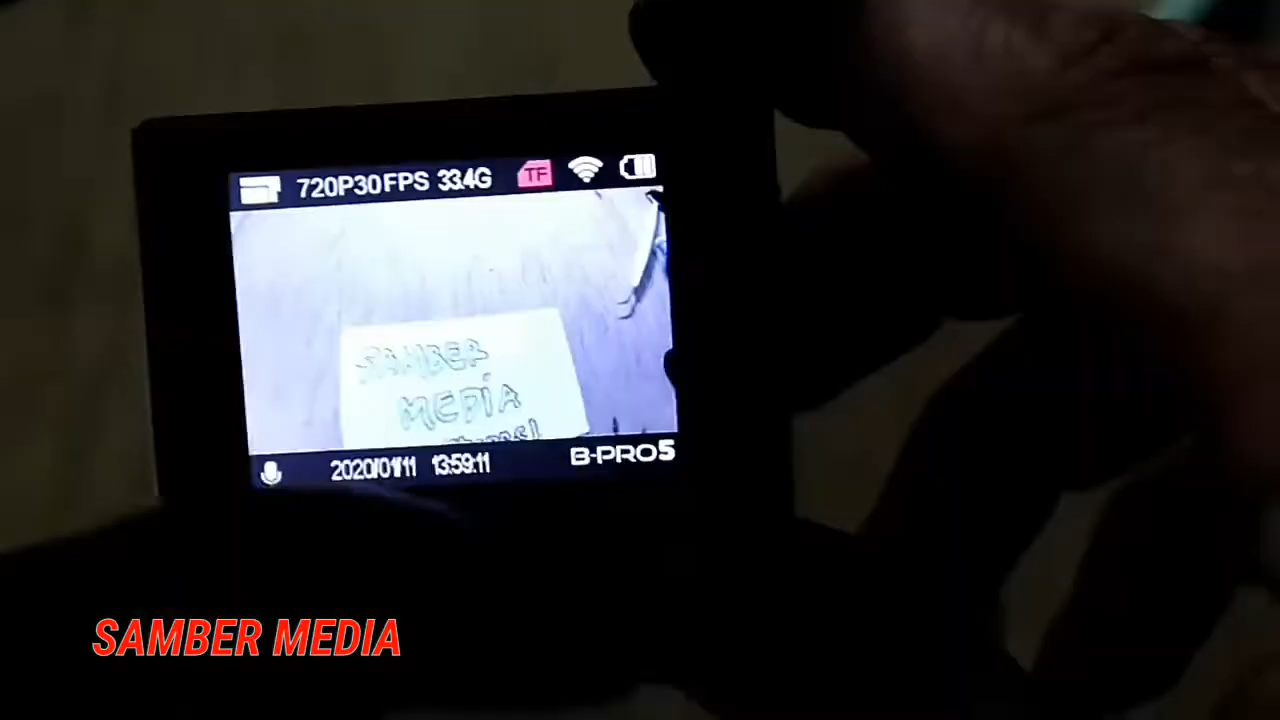 720P30FPS 33.4G TF
SAMBER
MEDIA
2020/01/11 13:59:11 B-PRO5
SAMBER MEDIA